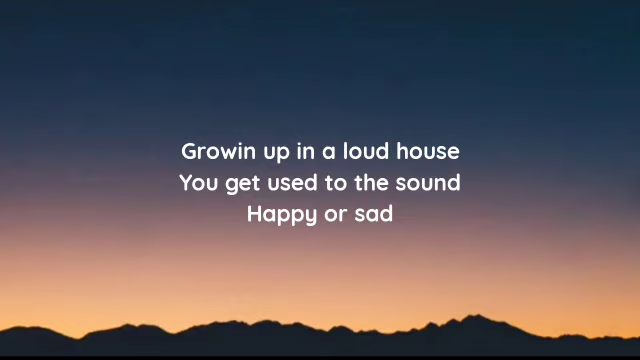 Growin up in a loud house
You get used to the sound
Happy or sad